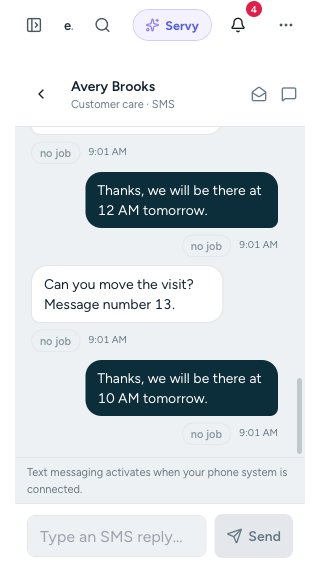 e.
Servy
4
Avery Brooks
Customer care · SMS
no job 9:01 AM
Thanks, we will be there at
12 AM tomorrow.
no job 9:01 AM
Can you move the visit?
Message number 13.
no job 9:01 AM
Thanks, we will be there at
10 AM tomorrow.
no job 9:01 AM
Text messaging activates when your phone system is
connected.
Type an SMS reply...
Send